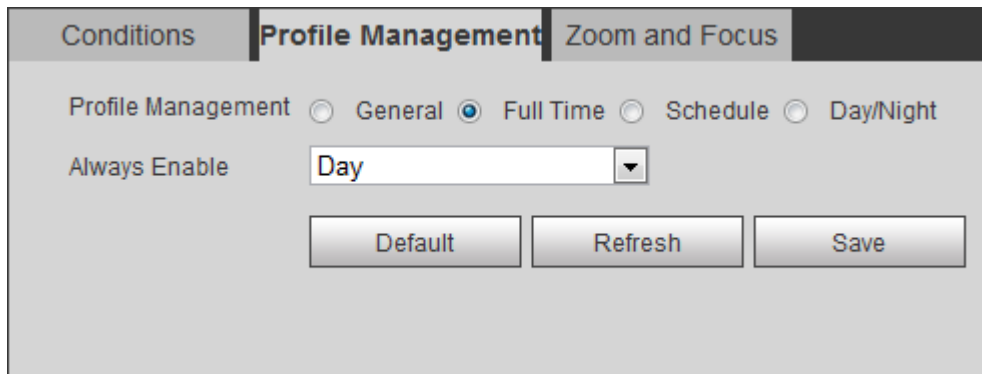 Conditions Profile Management Zoom and Focus
Profile Management General Full Time Schedule Day/Night
Always Enable Day
Default Refresh Save